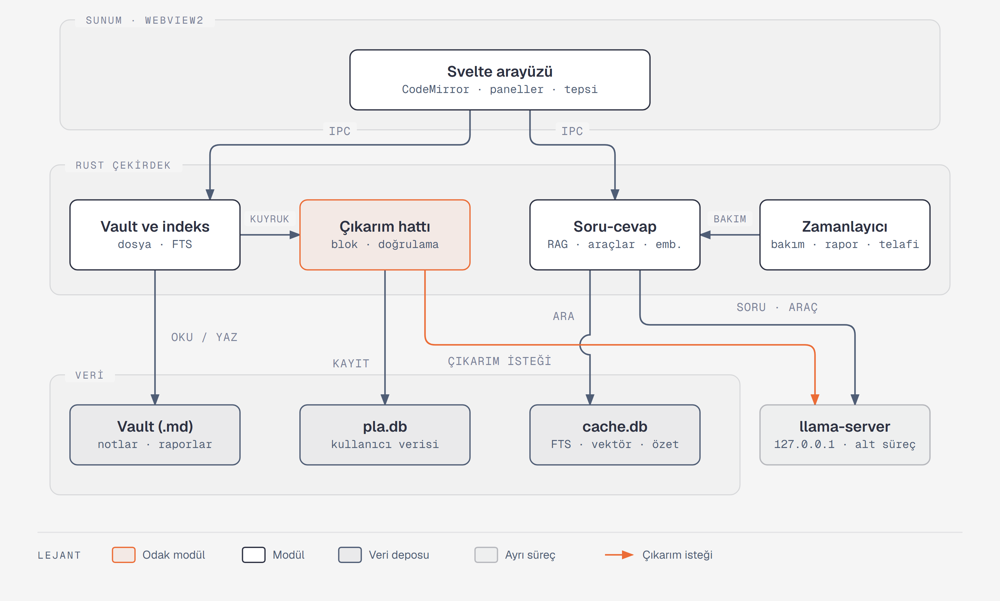 SUNUM · WEBVIEW2
Svelte arayüzü
CodeMirror · paneller · tepsi
IPC
IPC
RUST ÇEKİRDEK
Vault ve indeks
dosya · FTS
KUYRUK
Çıkarım hattı
blok · doğrulama
Soru-cevap
RAG · araçlar · emb.
BAKIM
Zamanlayıcı
bakım · rapor · telafi
SORU · ARAÇ
ARA
OKU / YAZ
KAYIT
ÇIKARIM İSTEĞİ
VERİ
Vault (.md)
notlar · raporlar
pla.db
kullanıcı verisi
cache.db
FTS · vektör · özet
llama-server
127.0.0.1 · alt süreç
LEJANT
Odak modül
Modül
Veri deposu
Ayrı süreç
Çıkarım isteği